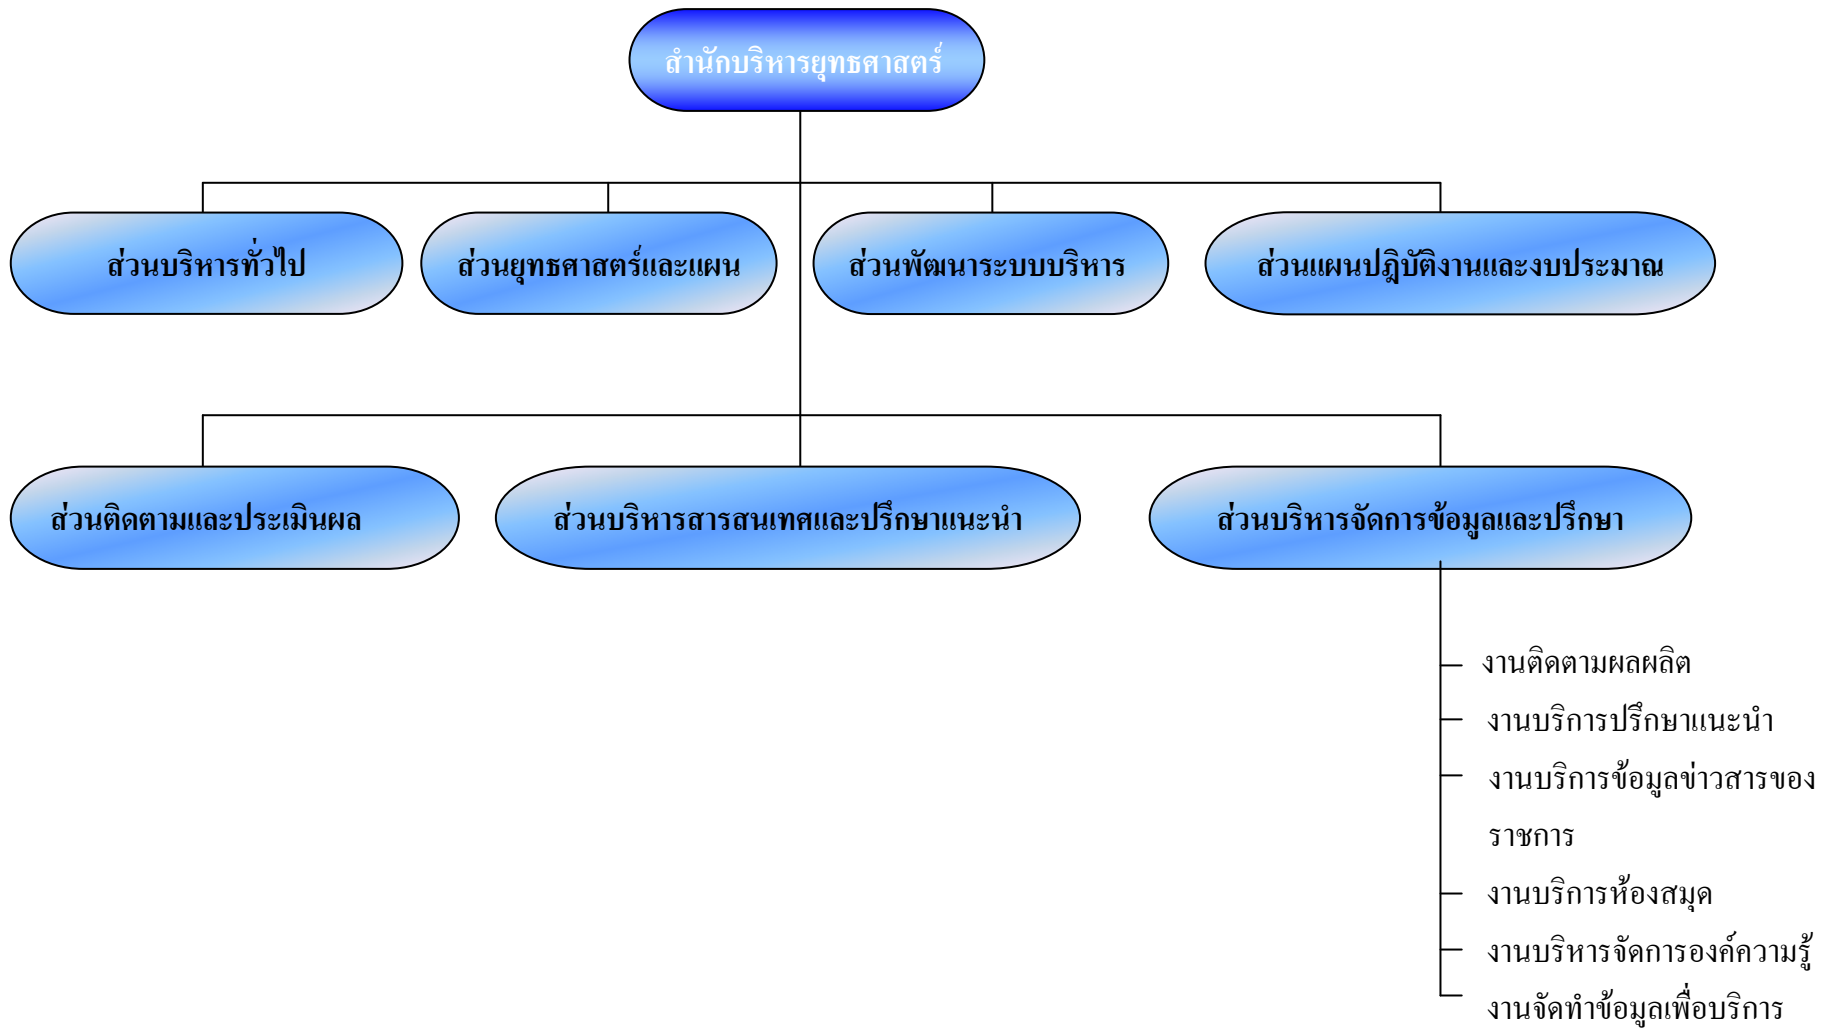 สำนักบริหารยุทธศาสตร์
ส่วนบริหารทั่วไป
ส่วนยุทธศาสตร์และแผน
ส่วนพัฒนาระบบบริหาร
ส่วนแผนปฎิบัติงานและงบประมาณ
ส่วนติดตามและประเมินผล
ส่วนบริหารสารสนเทศและปรึกษาแนะนำ
ส่วนบริหารจัดการข้อมูลและปรึกษา
งานติดตามผลผลิต
งานบริการปรึกษาแนะนำ
งานบริการข้อมูลข่าวสารของ
ราชการ
งานบริการห้องสมุด
งานบริหารจัดการองค์ความรู้
งานจัดทำข้อมูลเพื่อบริการ